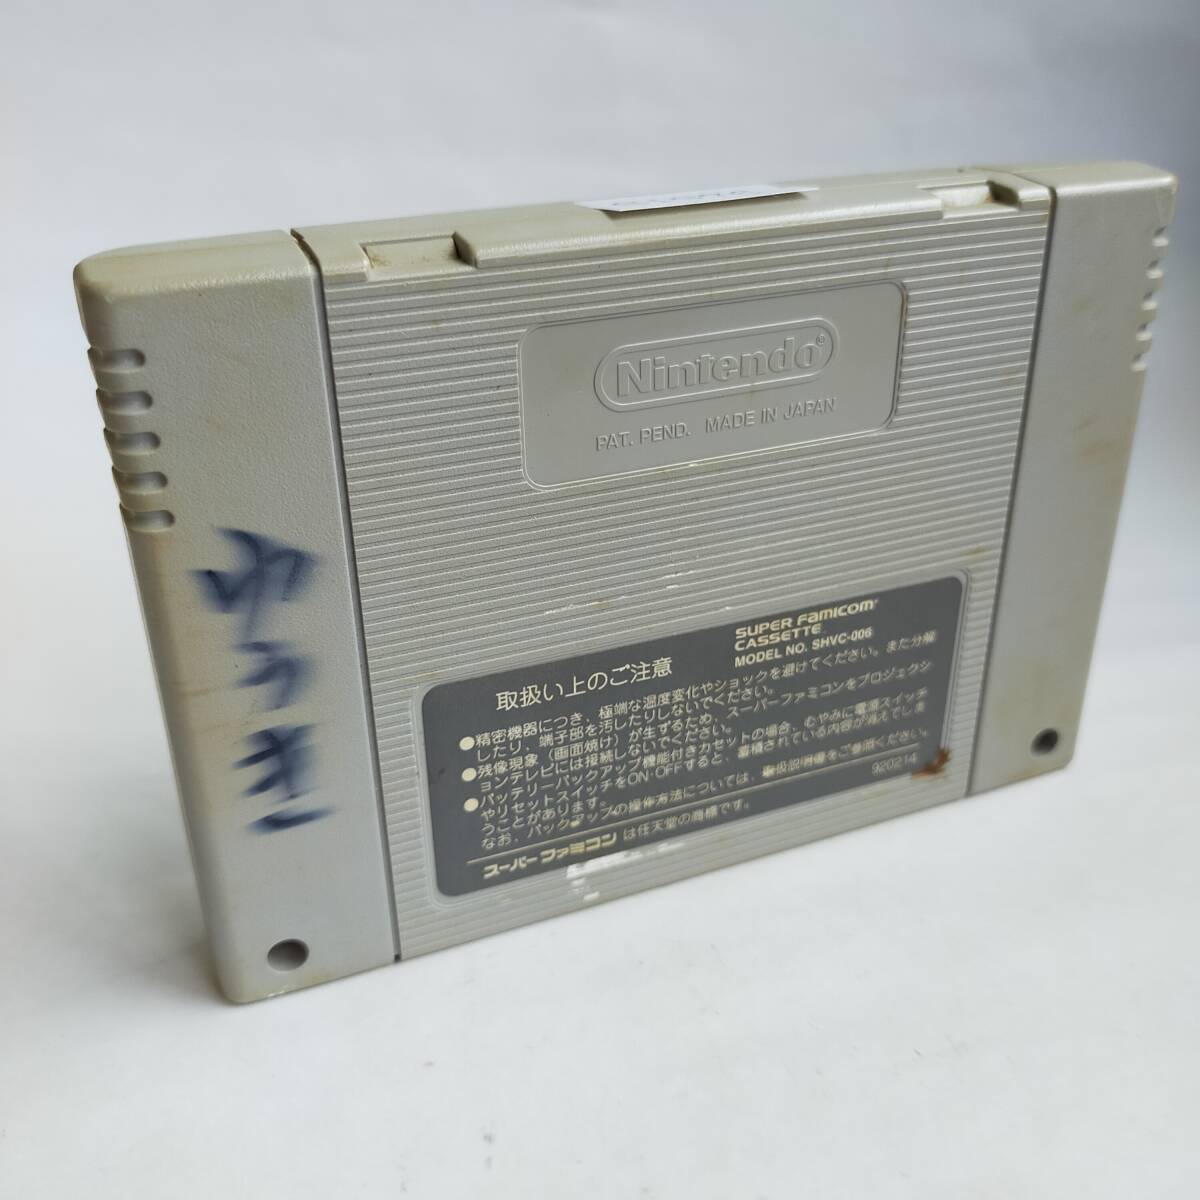 Nintendo®
PAT. PEND. MADE IN JAPAN
ゆうき
SUPER FAMICOM
CASSETTE
MODEL NO. SHVC-006
取扱い上のご注意
●精密機器につき、極端な温度変化やショックを避けてください。また分解
したり、端子部を汚したりしないでください。
●残像現象（画面焼け）が生ずるため、スーパーファミコンをプロジェクシ
ョンテレビには接続しないでください。
●バッテリーバックアップ機能付きカセットの場合、むやみに電源スイッチ
やリセットスイッチをON・OFFすると、蓄積されている内容が消えてしま
うことがあります。
なお、バックアップの操作方法については、取扱説明書をご参照ください。
920214
スーパーファミコンは任天堂の商標です。